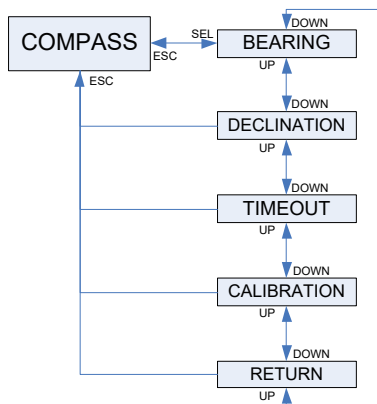 DOWN
COMPASS
SEL
BEARING
ESC
UP
ESC
DOWN
DECLINATION
UP
DOWN
TIMEOUT
UP
DOWN
CALIBRATION
UP
DOWN
RETURN
UP